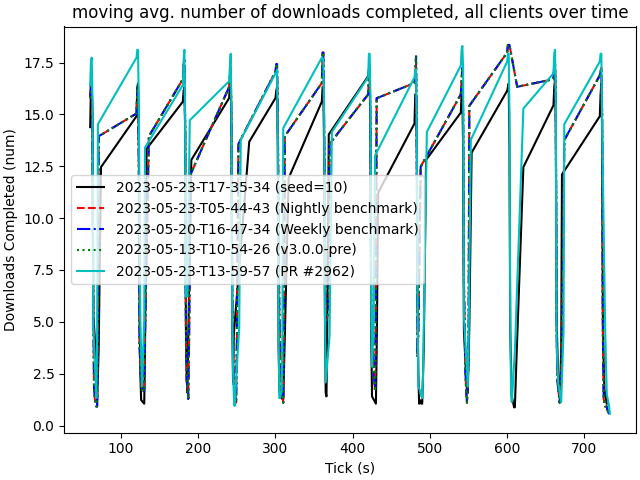 moving avg. number of downloads completed, all clients over time
Downloads Completed (num)
17.5
15.0
12.5
10.0
7.5
5.0
2.5
0.0
2023-05-23-T17-35-34 (seed=10)
2023-05-23-T05-44-43 (Nightly benchmark)
2023-05-20-T16-47-34 (Weekly benchmark)
2023-05-13-T10-54-26 (v3.0.0-pre)
2023-05-23-T13-59-57 (PR #2962)
100 200 300 400 500 600 700
Tick (s)